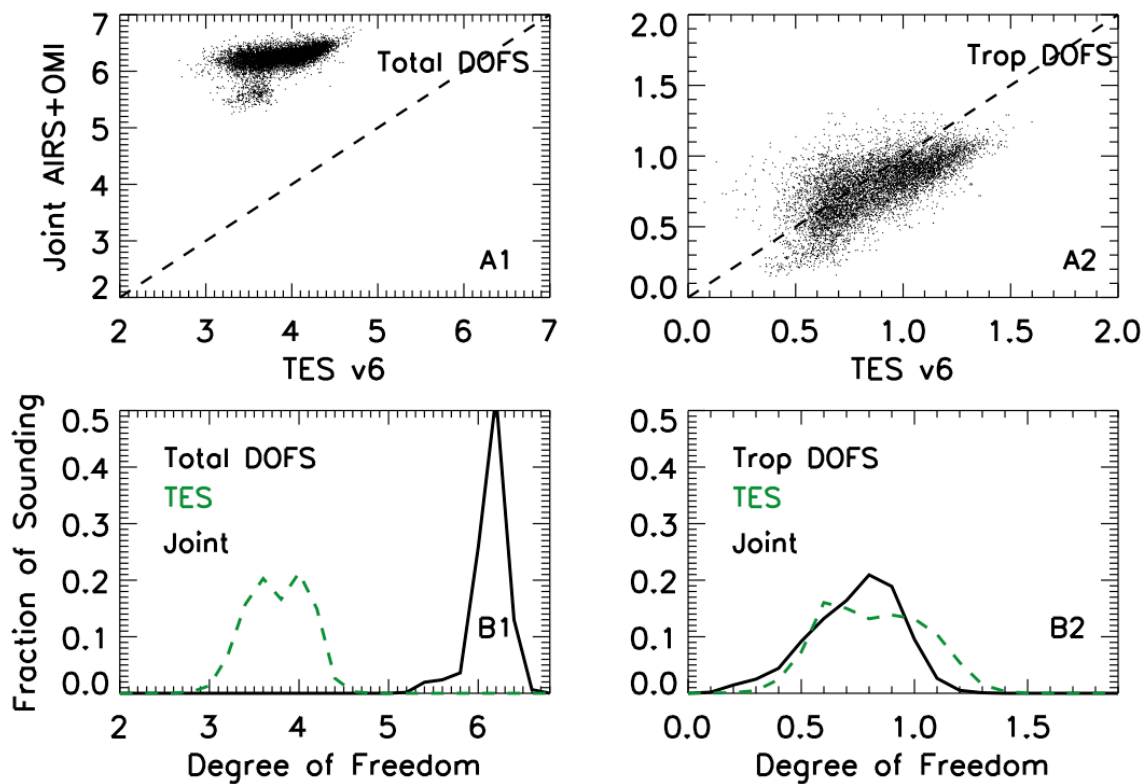 Joint AIRS+OMI
7
6
5
4
3
2
Total DOFS
A1
2 3 4 5 6 7
TES v6
2.0
1.5
1.0
0.5
0.0
Trop DOFS
A2
0.0 0.5 1.0 1.5 2.0
TES v6
Fraction of Sounding
0.5
0.4
0.3
0.2
0.1
0.0
Total DOFS
TES
Joint
B1
2 3 4 5 6
Degree of Freedom
0.5
0.4
0.3
0.2
0.1
0.0
Trop DOFS
TES
Joint
B2
0.0 0.5 1.0 1.5
Degree of Freedom